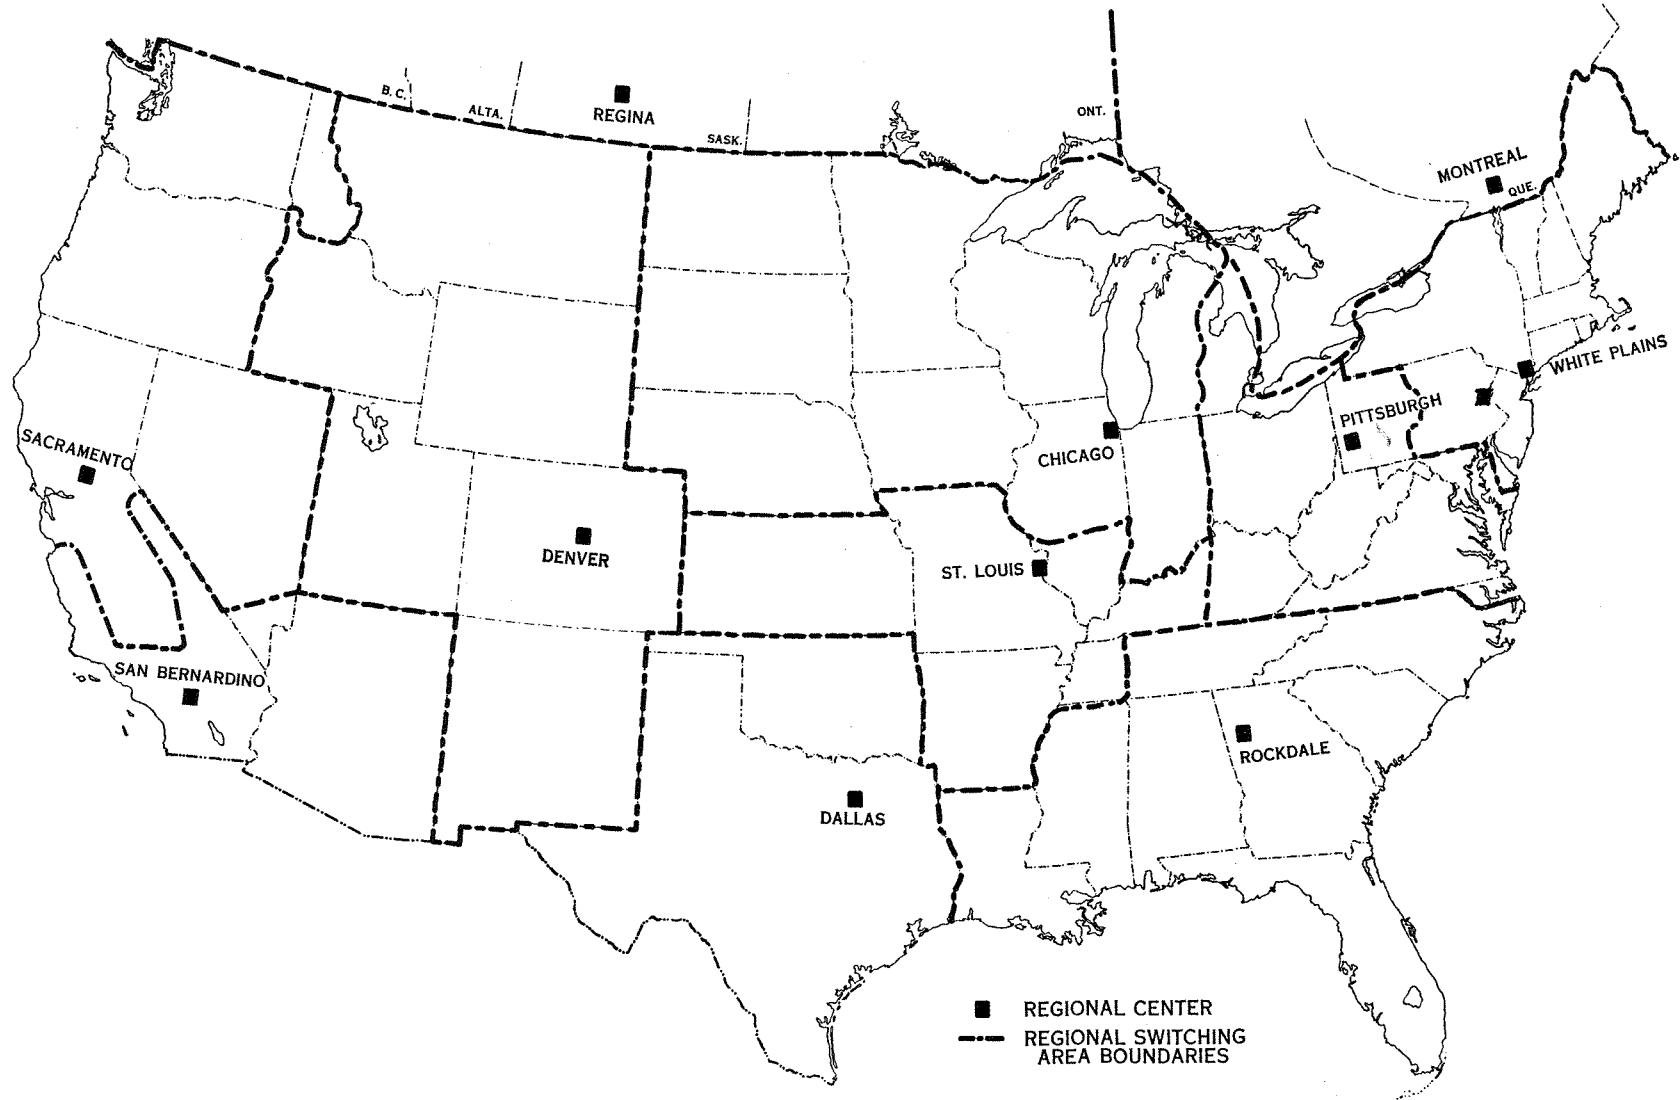 B.C.
ALTA.
REGINA
SASK.
ONT.
MONTREAL
QUE.
WHITE PLAINS
PITTSBURGH
SACRAMENTO
CHICAGO
DENVER
ST. LOUIS
SAN BERNARDINO
ROCKDALE
DALLAS
REGIONAL CENTER
REGIONAL SWITCHING
AREA BOUNDARIES